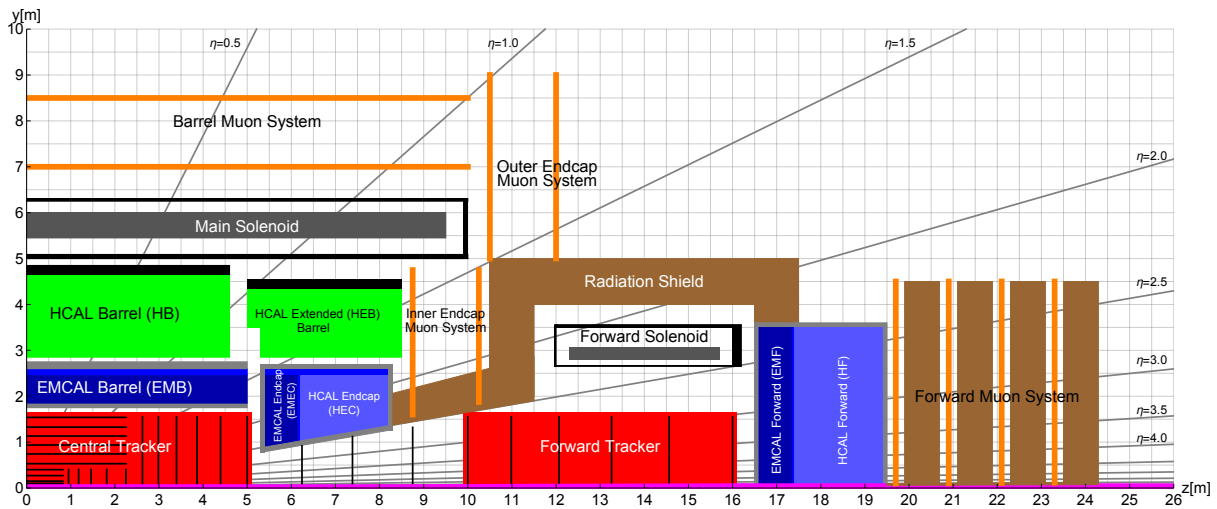 y[m]
10
9
8
7
6
5
4
3
2
1
0
η=0.5
η=1.0
η=1.5
η=2.0
η=2.5
η=3.0
η=3.5
η=4.0
Barrel Muon System
Outer Endcap
Muon System
Main Solenoid
Radiation Shield
HCAL Barrel (HB)
HCAL Extended (HEB)
Barrel
Inner Endcap
Muon System
Forward Solenoid
EMCAL Barrel (EMB)
EMCAL Endcap
(EMEC)
HCAL Endcap
(HEC)
EMCAL Forward (EMF)
HCAL Forward (HF)
Forward Muon System
Central Tracker
Forward Tracker
0 1 2 3 4 5 6 7 8 9 10 11 12 13 14 15 16 17 18 19 20 21 22 23 24 25 26
z[m]